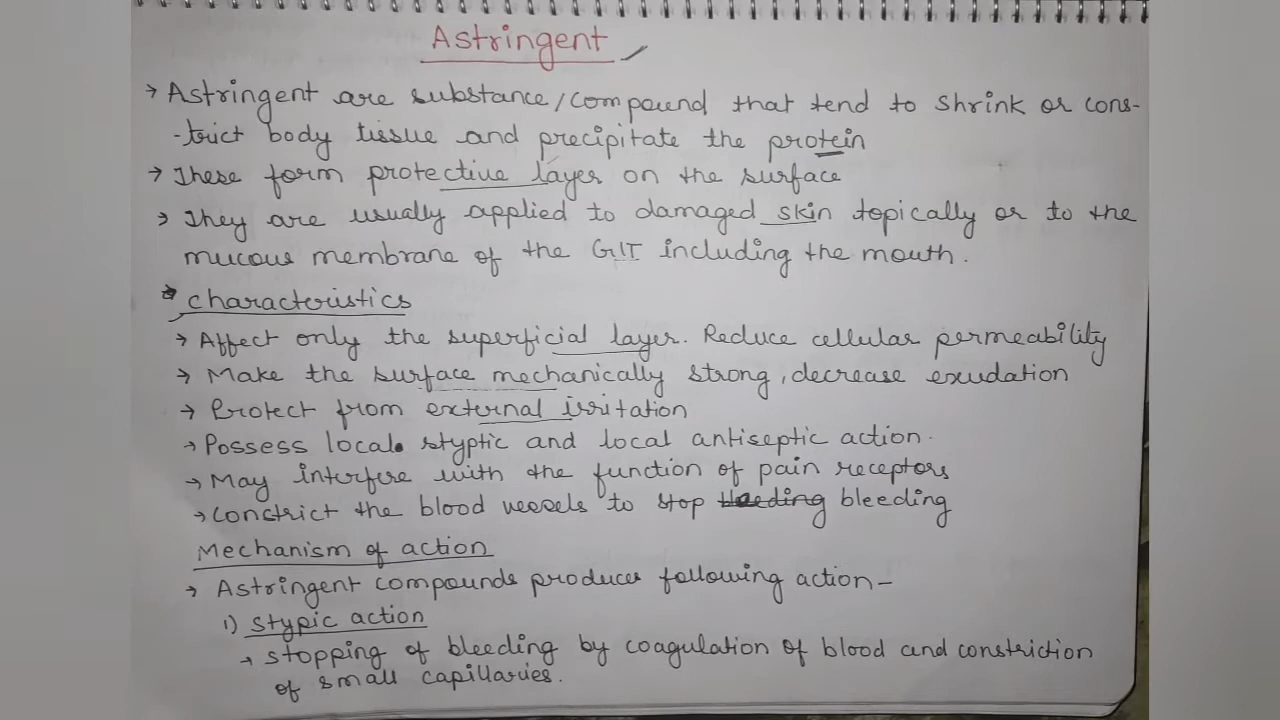 Astringent
→ Astringent are substance/compound that tend to shrink or cons-
-trict body tissue and precipitate the protein
→ These form protective layer on the surface
→ They are usually applied to damaged skin topically or to the
mucous membrane of the GIT including the mouth.
characteristics
→ Affect only the superficial layer. Reduce cellular permeability
→ Make the surface mechanically strong, decrease exudation
→ Protect from external irritation
→ Possess local styptic and local antiseptic action.
→ May interfere with the function of pain receptors
→ Constrict the blood vessels to stop bleeding
Mechanism of action
→ Astringent compounds produces following action –
1) stypic action
→ stopping of bleeding by coagulation of blood and constriction
of small capillaries.